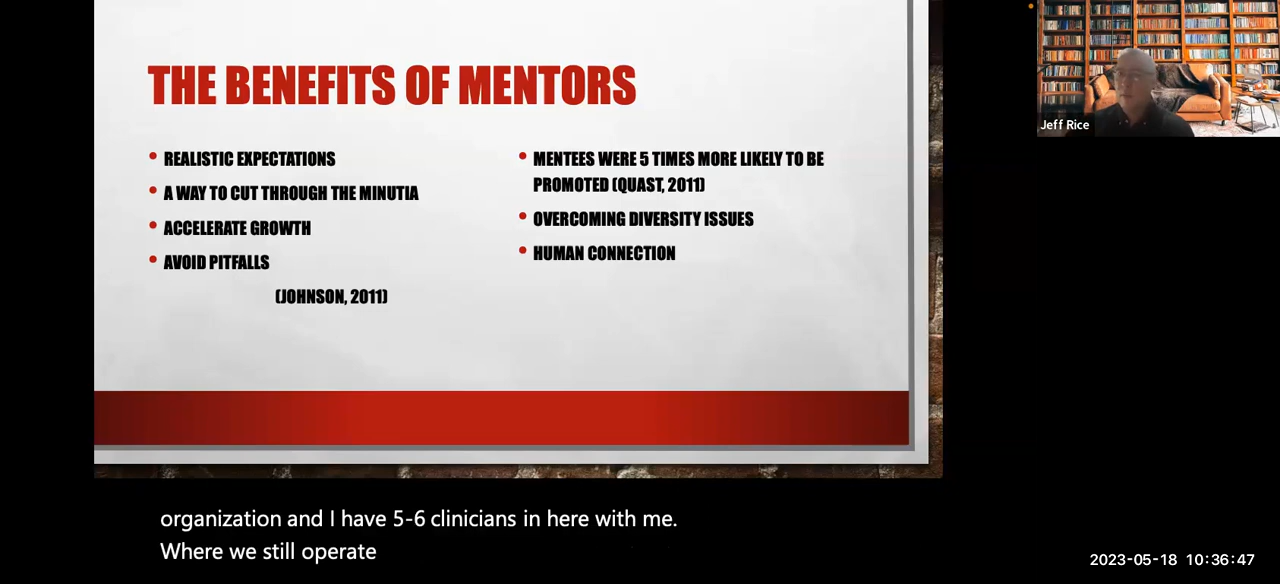 THE BENEFITS OF MENTORS
• REALISTIC EXPECTATIONS
• A WAY TO CUT THROUGH THE MINUTIA
• ACCELERATE GROWTH
• AVOID PITFALLS
(JOHNSON, 2011)
• MENTEES WERE 5 TIMES MORE LIKELY TO BE
PROMOTED (QUAST, 2011)
• OVERCOMING DIVERSITY ISSUES
• HUMAN CONNECTION
Jeff Rice
organization and I have 5-6 clinicians in here with me.
Where we still operate
2023-05-18 10:36:47